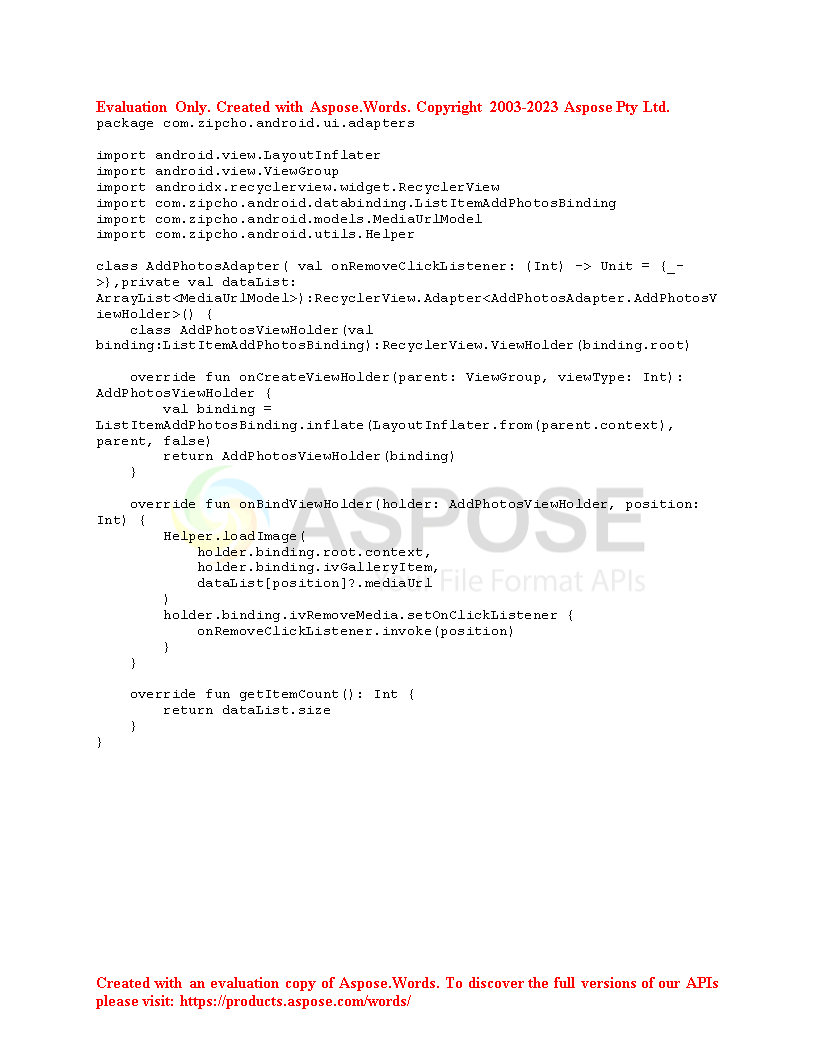 Evaluation Only. Created with Aspose.Words. Copyright 2003-2023 Aspose Pty Ltd.
package com.zipcho.android.ui.adapters
import android.view.LayoutInflater
import android.view.ViewGroup
import androidx.recyclerview.widget.RecyclerView
import com.zipcho.android.databinding.ListItemAddPhotosBinding
import com.zipcho.android.models.MediaUrlModel
import com.zipcho.android.utils.Helper
class AddPhotosAdapter( val onRemoveClickListener: (Int) -> Unit = {_-
>},private val dataList:
ArrayList<MediaUrlModel>):RecyclerView.Adapter<AddPhotosAdapter.AddPhotosV
iewHolder>() {
    class AddPhotosViewHolder(val
binding:ListItemAddPhotosBinding):RecyclerView.ViewHolder(binding.root)
    override fun onCreateViewHolder(parent: ViewGroup, viewType: Int):
AddPhotosViewHolder {
        val binding =
ListItemAddPhotosBinding.inflate(LayoutInflater.from(parent.context),
parent, false)
        return AddPhotosViewHolder(binding)
    }
    override fun onBindViewHolder(holder: AddPhotosViewHolder, position:
Int) {
        Helper.loadImage(
            holder.binding.root.context,
            holder.binding.ivGalleryItem,
            dataList[position]?.mediaUrl
        )
        holder.binding.ivRemoveMedia.setOnClickListener {
            onRemoveClickListener.invoke(position)
        }
    }
    override fun getItemCount(): Int {
        return dataList.size
    }
}
ASPOSE
Your File Format APIs
Created with an evaluation copy of Aspose.Words. To discover the full versions of our APIs
please visit: https://products.aspose.com/words/